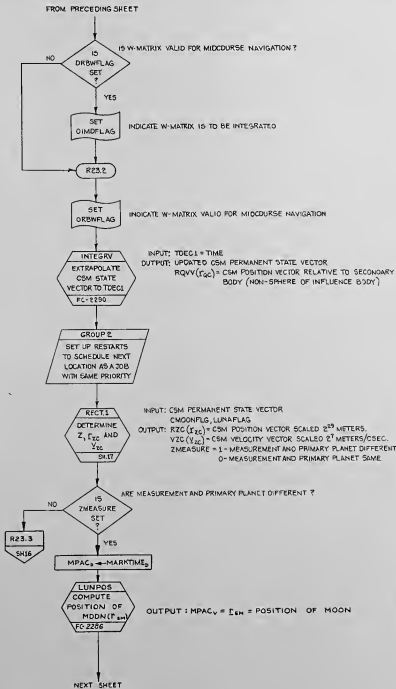 FROM PRECEDING SHEET
IS W-MATRIX VALID FOR MIDCOURSE NAVIGATION ?
IS
ORBWFLAG
SET
?
NO
YES
SET
DIMOFLAG
INDICATE W-MATRIX IS TO BE INTEGRATED
R23.2
SET
ORBWFLAG
INDICATE W-MATRIX VALID FOR MIDCOURSE NAVIGATION
INTEGRV
EXTRAPOLATE
CSM STATE
VECTOR TO TDEC1
FC-2290
INPUT: TDEC1 = TIME
OUTPUT: UPDATED CSM PERMANENT STATE VECTOR
RQVV (r_QC) = CSM POSITION VECTOR RELATIVE TO SECONDARY
BODY (NON-SPHERE OF INFLUENCE BODY)
GROUP 2
SET UP RESTARTS
TO SCHEDULE NEXT
LOCATION AS A JOB
WITH SAME PRIORITY
RECT.1
DETERMINE
Z, r_ZC AND
V_ZC
SH.17
INPUT: CSM PERMANENT STATE VECTOR
CMOONFLG, LUNAFLAG
OUTPUT: RZC (r_ZC) = CSM POSITION VECTOR SCALED 2^29 METERS.
VZC (V_ZC) = CSM VELOCITY VECTOR SCALED 2^7 METERS/CSEC.
ZMEASURE = 1 - MEASUREMENT AND PRIMARY PLANET DIFFERENT
0 - MEASUREMENT AND PRIMARY PLANET SAME
ARE MEASUREMENT AND PRIMARY PLANET DIFFERENT ?
IS
ZMEASURE
SET
?
NO
YES
R23.3
SH16
MPAC_D ← MARKTIME_D
LUNPOS
COMPUTE
POSITION OF
MOON (r_EM)
FC-2286
OUTPUT : MPAC_V = r_EM = POSITION OF MOON
NEXT SHEET